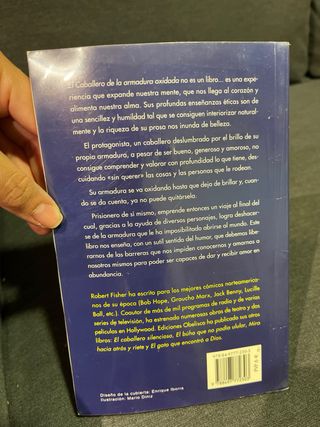 El Caballero de la armadura oxidada no es un libro... es una expe-
riencia que expande nuestra mente, que nos llega al corazón y
alimenta nuestra alma. Sus profundas enseñanzas éticas son de
una sencillez y humildad tal que se consiguen interiorizar natural-
mente y la riqueza de su prosa nos inunda de belleza.
El protagonista, un caballero deslumbrado por el brillo de su
propia armadura, a pesar de ser bueno, generoso y amoroso, no
consigue comprender y valorar con profundidad lo que tiene, des-
cuidando «sin querer» las cosas y las personas que le rodean.
Su armadura se va oxidando hasta que deja de brillar y, cuan-
do se da cuenta, ya no puede quitársela.
Prisionero de sí mismo, emprende entonces un viaje al final del
cual, gracias a la ayuda de diversos personajes, logra deshacer-
se de la armadura que le ha imposibilitado abrirse al mundo. Este
libro nos enseña, con un sutil sentido del humor, que debemos libe-
rarnos de las barreras que nos impiden conocernos y amarnos a
nosotros mismos para poder ser capaces de dar y recibir amor en
abundancia.
Robert Fisher ha escrito para los mejores cómicos norteamerica-
nos de su época (Bob Hope, Groucho Marx, Jack Benny, Lucille
Ball, etc.). Coautor de más de mil programas de radio y de varias
series de televisión, ha estrenado numerosas obras de teatro y dos
películas en Hollywood. Ediciones Obelisco ha publicado sus otros
libros: El caballero silencioso, El búho que no podía ulular, Mira
hacia atrás y ríete y El gato que encontró a Dios.
Diseño de la cubierta: Enrique Iborra
Ilustración: Mario Diniz